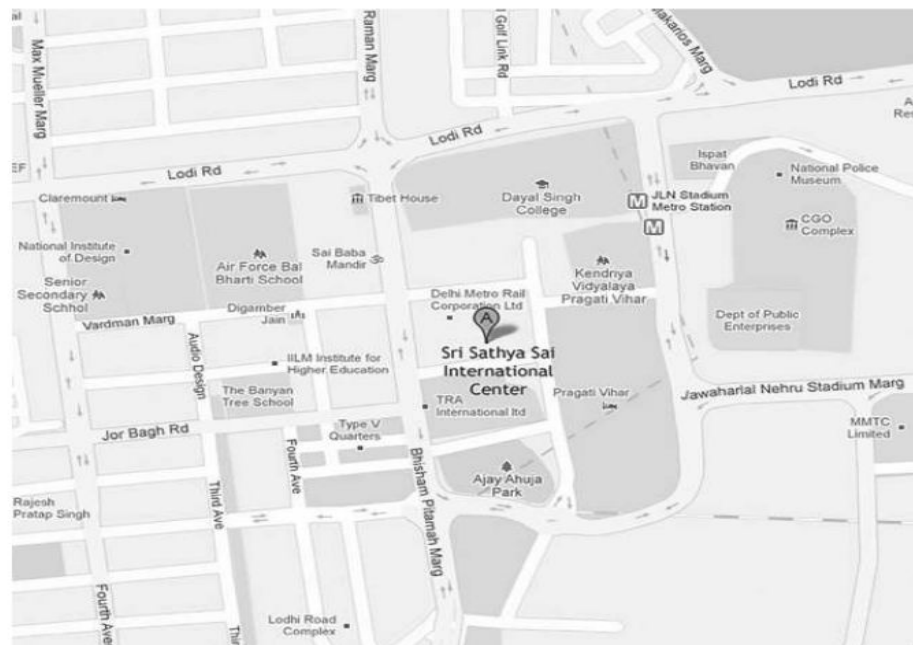 Max Mueller Marg
Raman Marg
Golf Link Rd
Makarios Marg
Lodi Rd
Lodi Rd
Lodi Rd
Ispat
Bhavan
National Police
Museum
Claremount
Tibet House
Dayal Singh
College
JLN Stadium
Metro Station
M
M
CGO
Complex
National Institute
of Design
Air Force Bal
Bharti School
Sai Baba
Mandir
Kendriya
Vidyalaya
Pragati Vihar
Senior
Secondary
Schhol
Digamber
Jain
Delhi Metro Rail
Corporation Ltd
A
Dept of Public
Enterprises
Vardman Marg
Audio Design
IILM Institute for
Higher Education
Sri Sathya Sai
International
Center
The Banyan
Tree School
TRA
International ltd
Pragati Vihar
Jawaharlal Nehru Stadium Marg
MMTC
Limited
Jor Bagh Rd
Type V
Quarters
Fourth Ave
Bhisham Pitamah Marg
Ajay Ahuja
Park
Rajesh
Pratap Singh
Third Ave
Fourth Aven
Thir
Lodhi Road
Complex